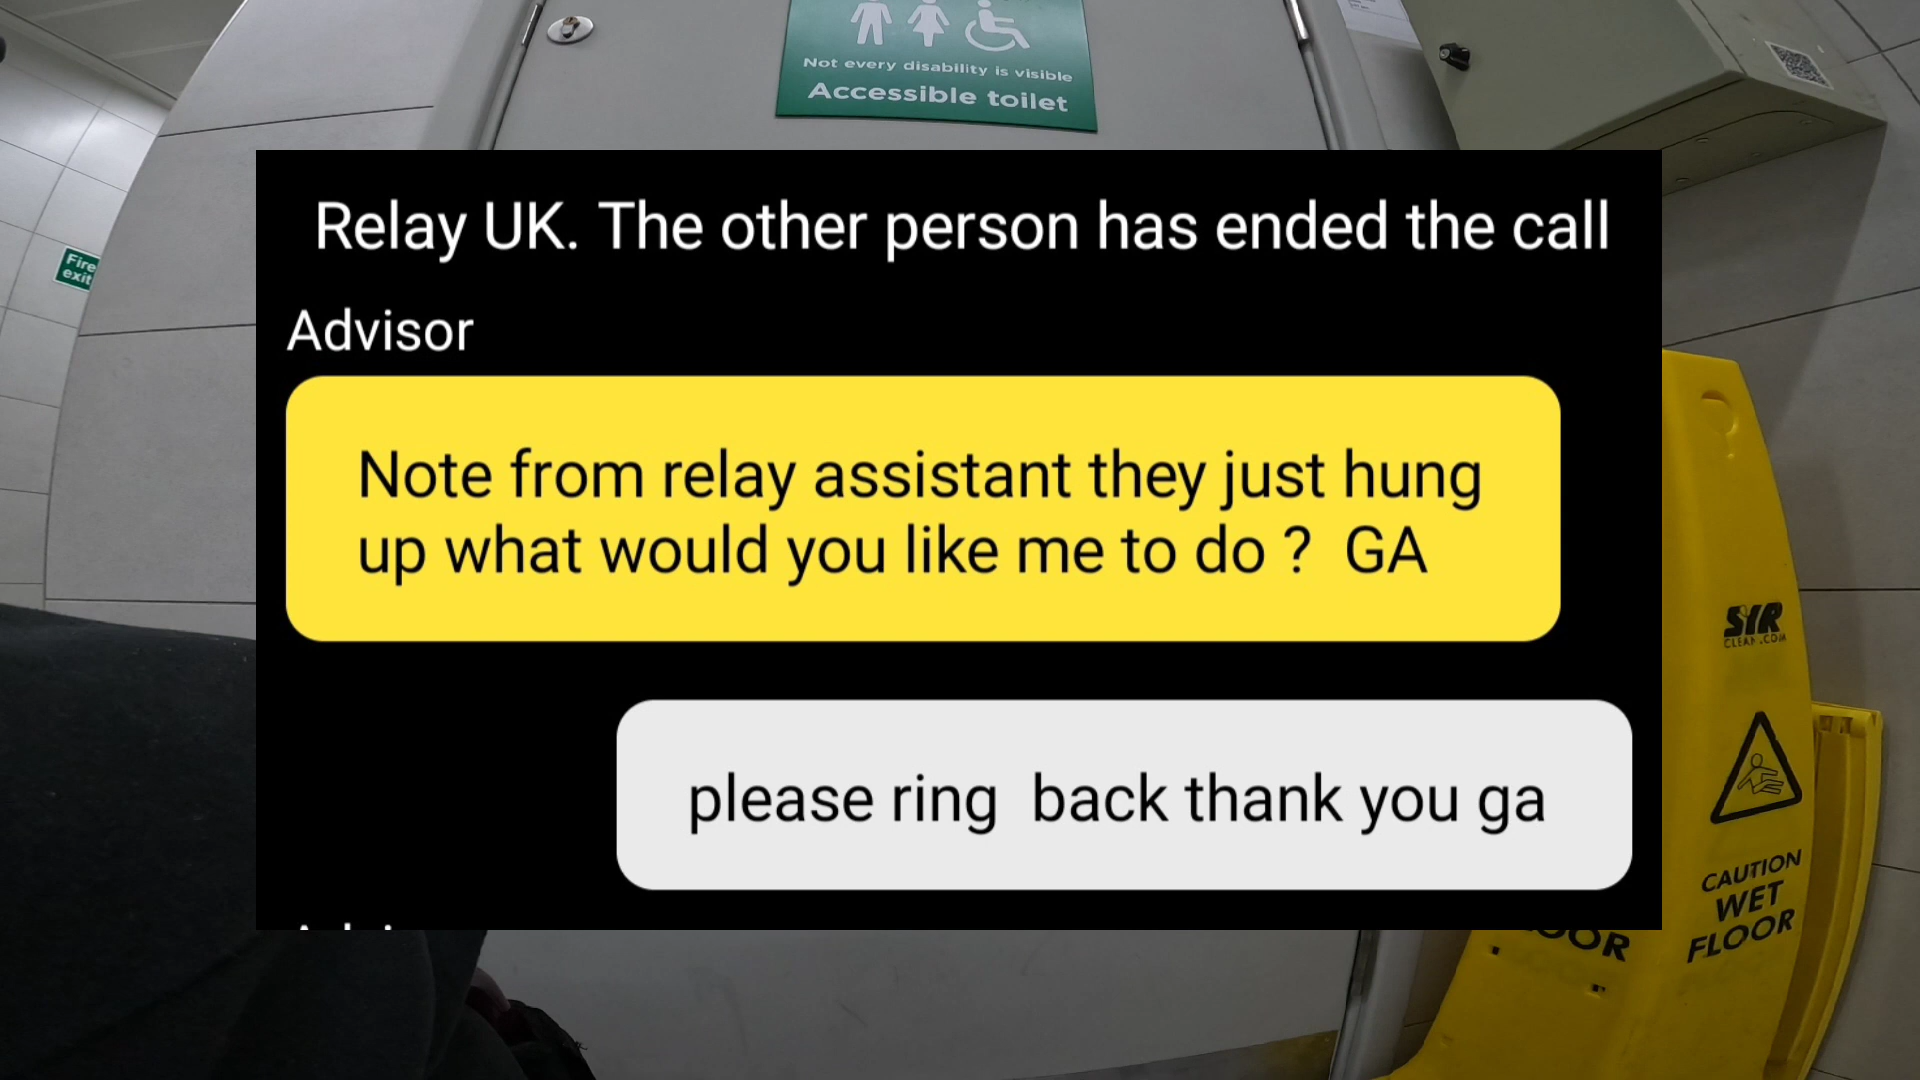 Not every disability is visible
Accessible toilet
Fire
exit
Relay UK. The other person has ended the call
Advisor
Note from relay assistant they just hung
up what would you like me to do ?  GA
please ring  back thank you ga
SYR
CLEAN.COM
CAUTION
WET
FLOOR
FLOOR